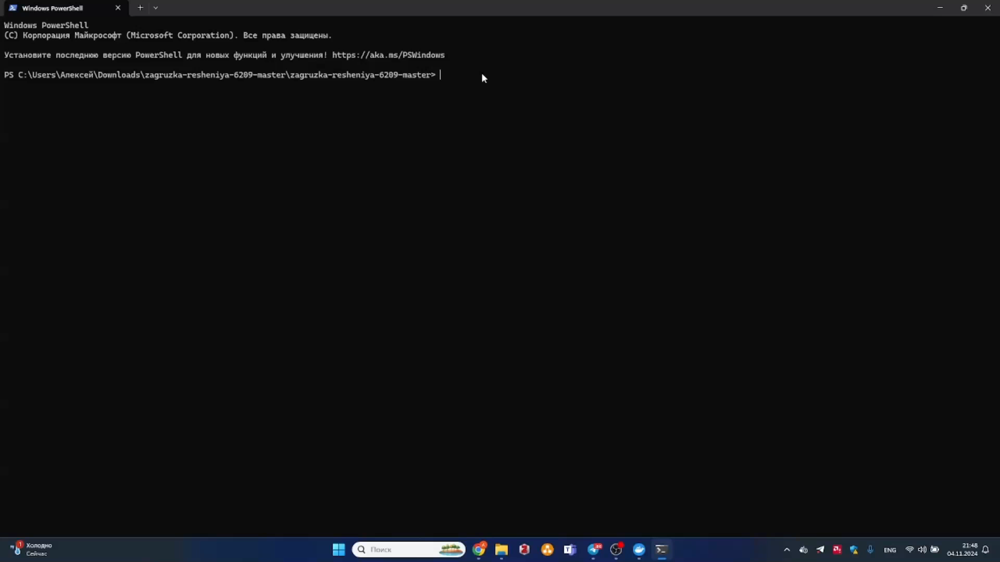 Windows PowerShell
Windows PowerShell
(C) Корпорация Майкрософт (Microsoft Corporation). Все права защищены.
Установите последнюю версию PowerShell для новых функций и улучшения! https://aka.ms/PSWindows
PS C:\Users\Алексей\Downloads\zagruzka-resheniya-6209-master\zagruzka-resheniya-6209-master>
1
Холодно
Сейчас
Поиск
ENG
21:48
04.11.2024